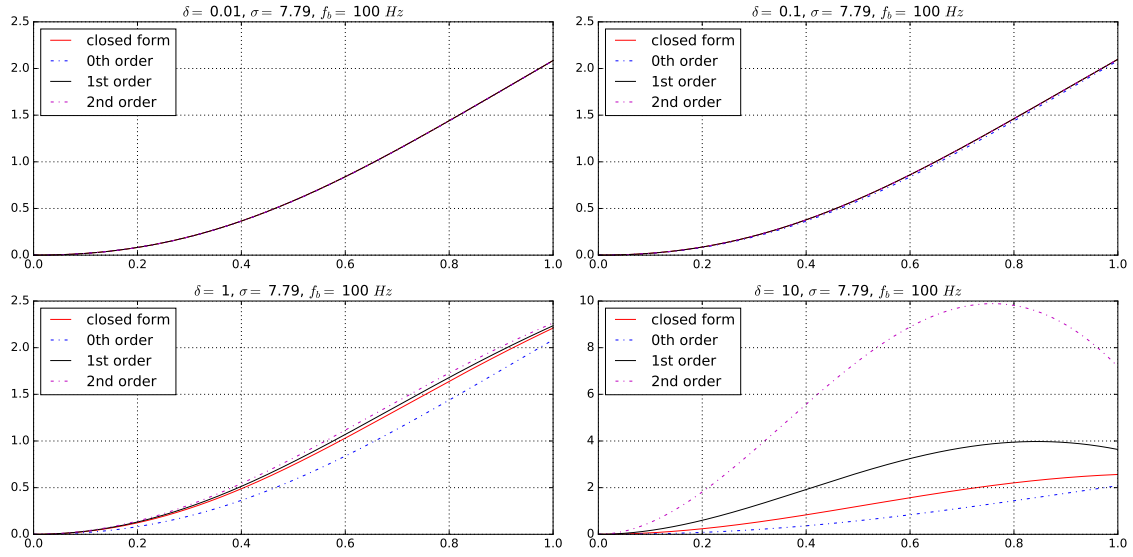 δ = 0.01, σ = 7.79, f_b = 100 Hz
2.5
2.0
1.5
1.0
0.5
0.0
closed form
0th order
1st order
2nd order
0.0 0.2 0.4 0.6 0.8 1.0
δ = 0.1, σ = 7.79, f_b = 100 Hz
2.5
2.0
1.5
1.0
0.5
0.0
closed form
0th order
1st order
2nd order
0.0 0.2 0.4 0.6 0.8 1.0
δ = 1, σ = 7.79, f_b = 100 Hz
2.5
2.0
1.5
1.0
0.5
0.0
closed form
0th order
1st order
2nd order
0.0 0.2 0.4 0.6 0.8 1.0
δ = 10, σ = 7.79, f_b = 100 Hz
10
8
6
4
2
0
closed form
0th order
1st order
2nd order
0.0 0.2 0.4 0.6 0.8 1.0